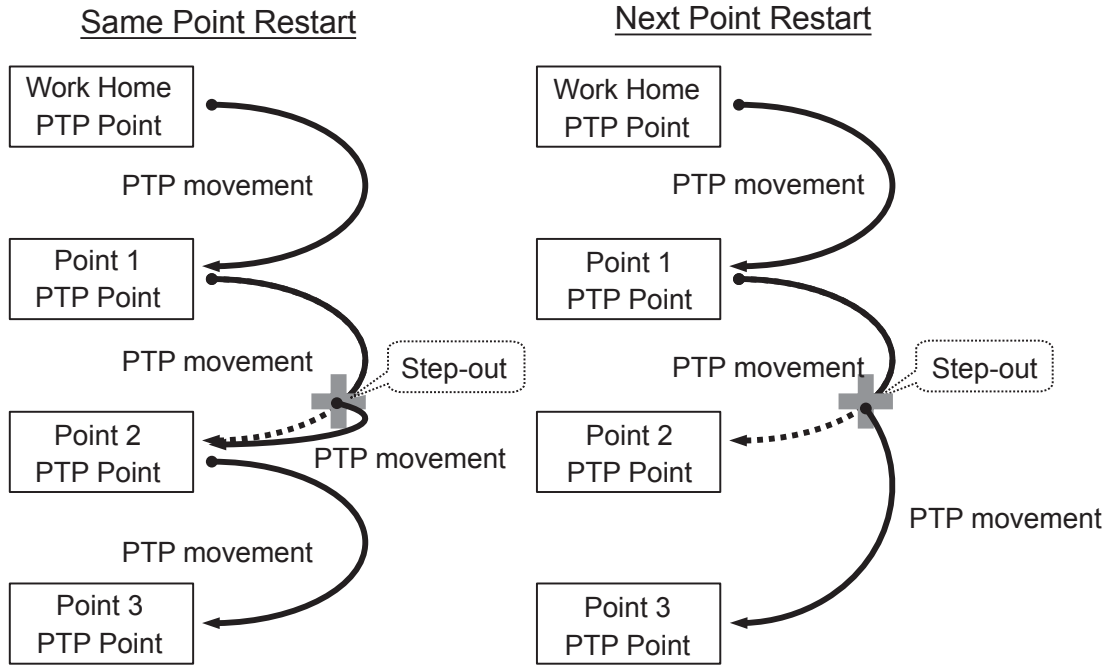 Same Point Restart
Work Home
PTP Point
PTP movement
Point 1
PTP Point
PTP movement
Step-out
Point 2
PTP Point
PTP movement
PTP movement
Point 3
PTP Point
Next Point Restart
Work Home
PTP Point
PTP movement
Point 1
PTP Point
PTP movement
Step-out
Point 2
PTP Point
PTP movement
Point 3
PTP Point